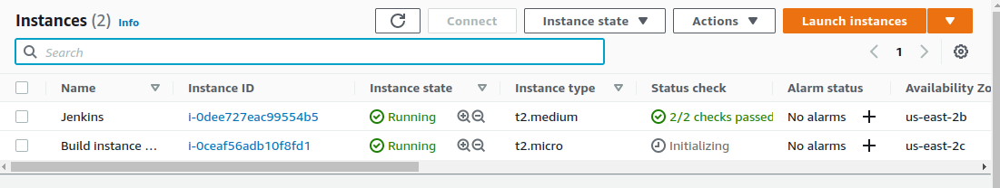 Instances (2) Info Connect Instance state Actions Launch instances
Search 1
Name Instance ID Instance state Instance type Status check Alarm status Availability Zo
Jenkins i-0dee727eac99554b5 Running t2.medium 2/2 checks passed No alarms + us-east-2b
Build instance ... i-0ceaf56adb10f8fd1 Running t2.micro Initializing No alarms + us-east-2c